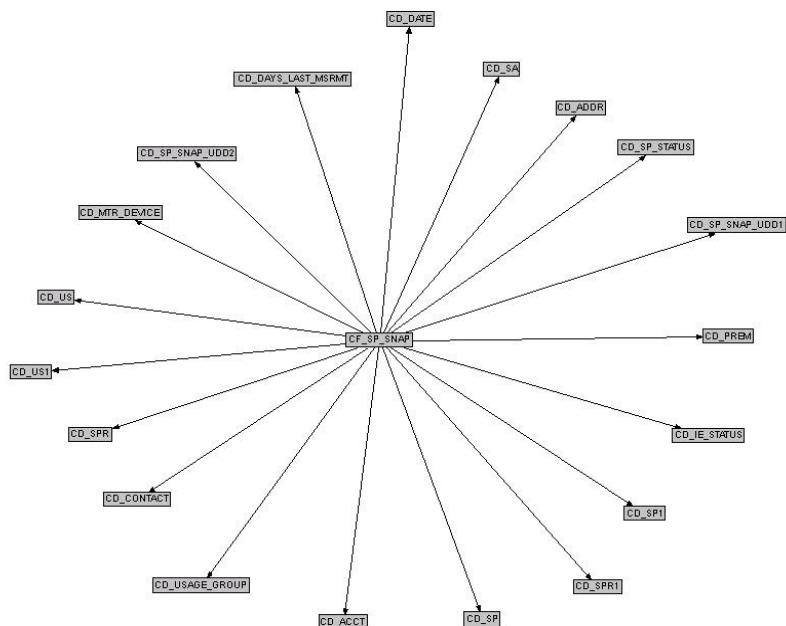 CD_DATE
CD_SA
CD_DAYS_LAST_MSRMT
CD_ADDR
CD_SP_STATUS
CD_SP_SNAP_UDD2
CD_MTR_DEVICE
CD_SP_SNAP_UDD1
CD_US
CF_SP_SNAP
CD_PREM
CD_US1
CD_SPR
CD_IE_STATUS
CD_CONTACT
CD_SP1
CD_USAGE_GROUP
CD_SPR1
CD_ACCT
CD_SP